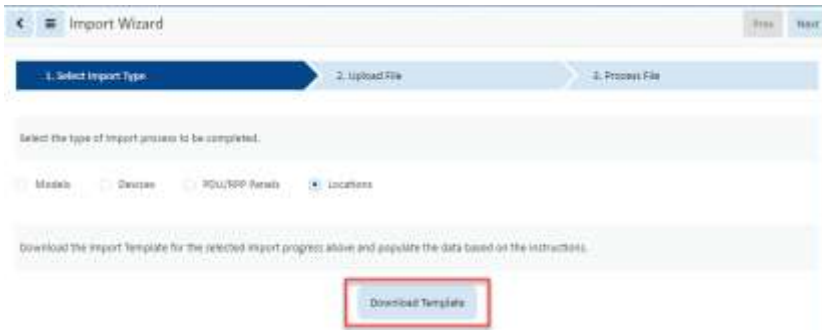 Import Wizard
Prev Next
1. Select Import Type 2. Upload File 3. Process File
Select the type of import process to be completed.
Models Devices PDU/RPP Panels Locations
Download the Import Template for the selected import progress above and populate the data based on the instructions.
Download Template